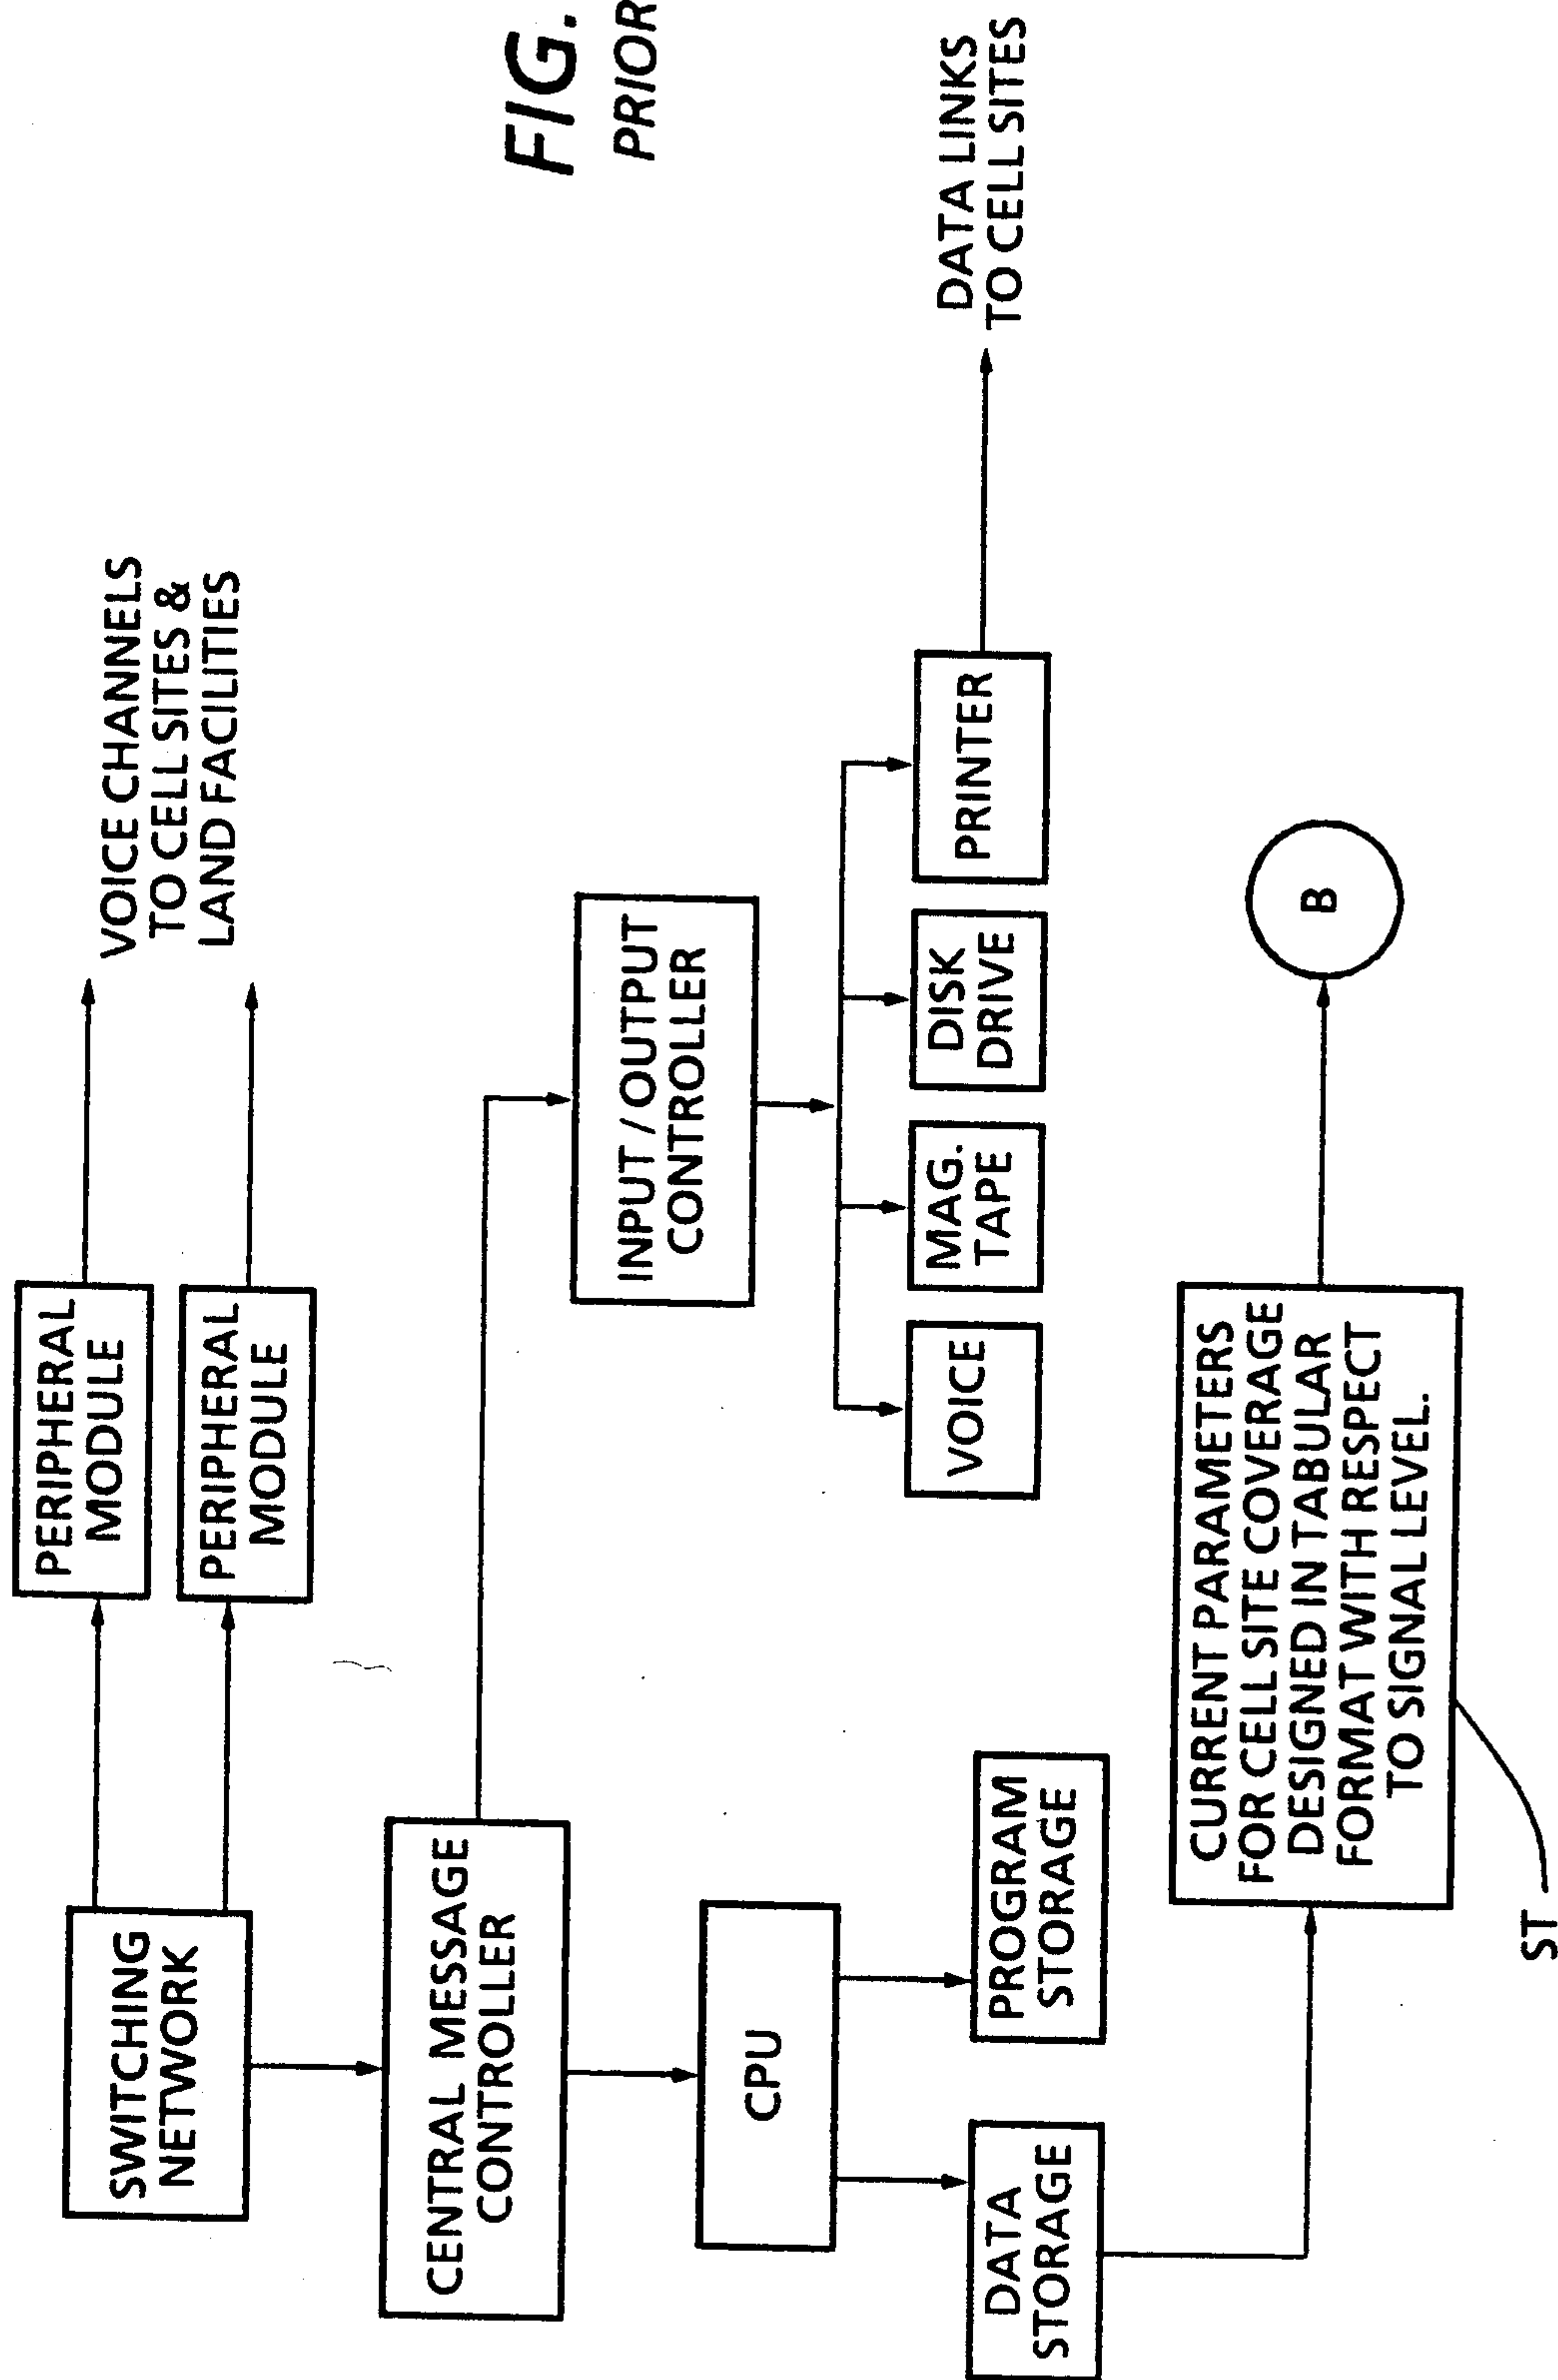 FIG.
PRIOR
PERIPHERAL
MODULE
VOICE CHANNELS
TO CELL SITES &
LAND FACILITIES
SWITCHING
NETWORK
PERIPHERAL
MODULE
CENTRAL MESSAGE
CONTROLLER
INPUT / OUTPUT
CONTROLLER
CPU
VOICE
MAG.
TAPE
DISK
DRIVE
PRINTER
DATA LINKS
TO CELL SITES
DATA
STORAGE
PROGRAM
STORAGE
CURRENT PARAMETERS
FOR CELL SITE COVERAGE
DESIGNED IN TABULAR
FORMAT WITH RESPECT
TO SIGNAL LEVEL.
B
ST